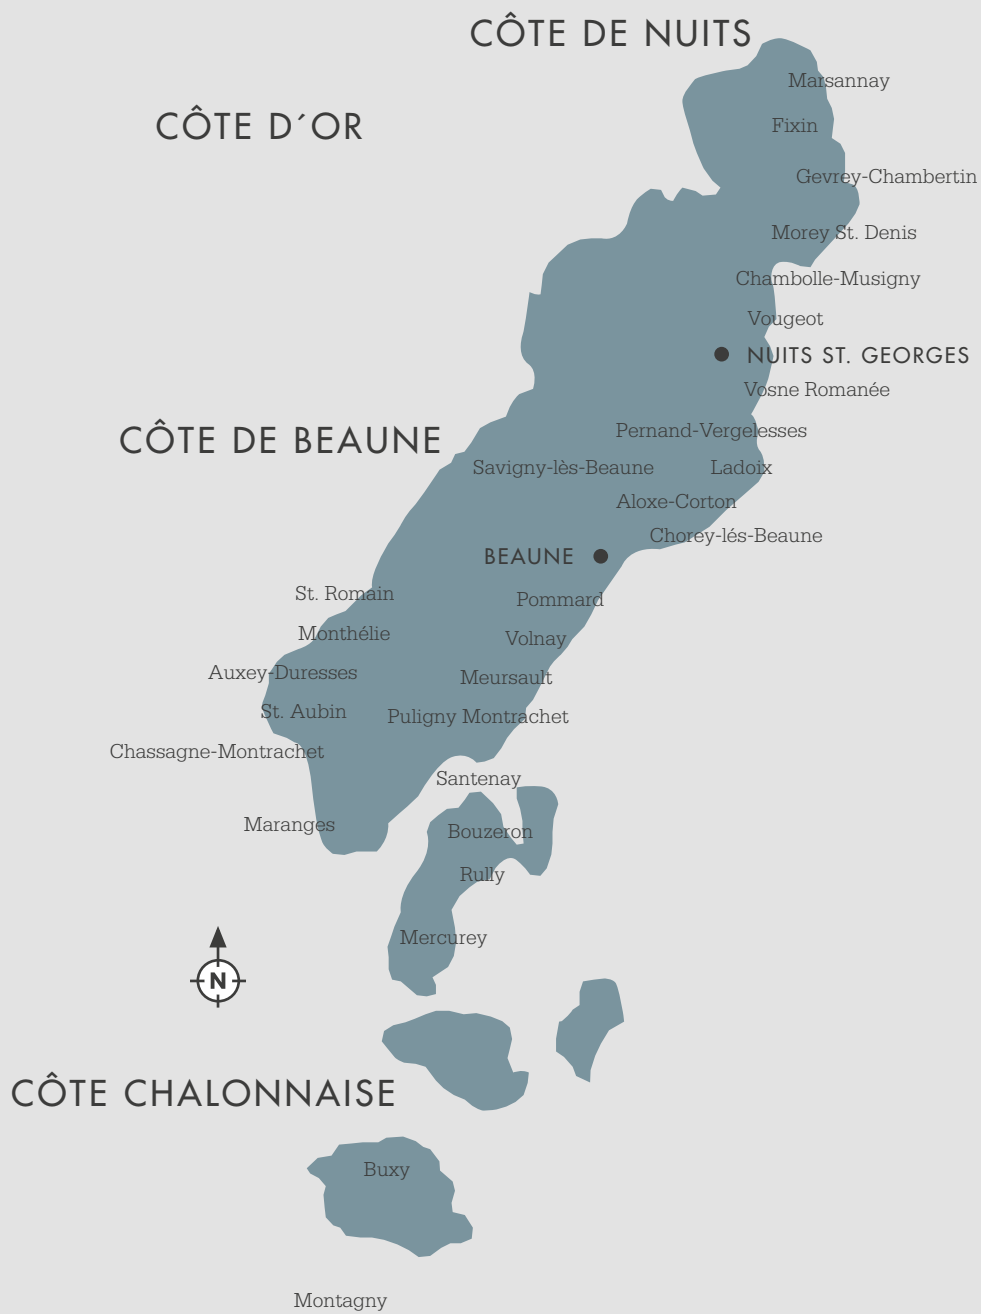 CÔTE DE NUITS
Marsannay
CÔTE D´OR
Fixin
Gevrey-Chambertin
Morey St. Denis
Chambolle-Musigny
Vougeot
NUITS ST. GEORGES
Vosne Romanée
CÔTE DE BEAUNE
Pernand-Vergelesses
Savigny-lès-Beaune
Ladoix
Aloxe-Corton
Chorey-lés-Beaune
BEAUNE
St. Romain
Pommard
Monthélie
Volnay
Auxey-Duresses
Meursault
St. Aubin
Puligny Montrachet
Chassagne-Montrachet
Santenay
Maranges
Bouzeron
Rully
Mercurey
N
CÔTE CHALONNAISE
Buxy
Montagny